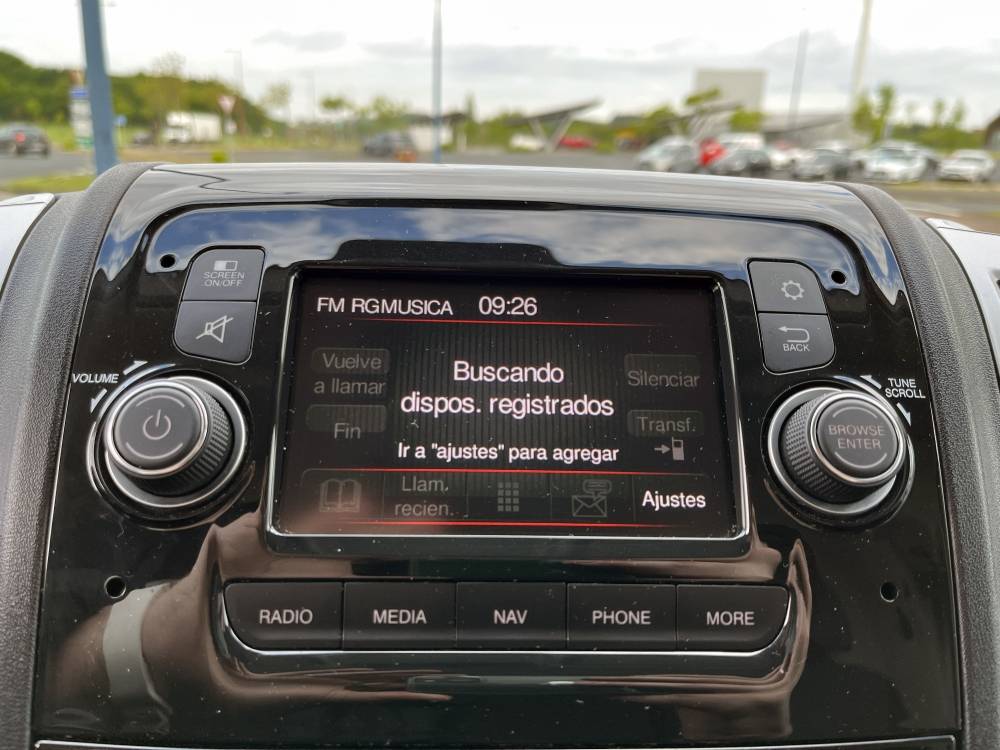 SCREEN
ON/OFF
BACK
VOLUME
TUNE
SCROLL
FM RGMUSICA 09:26
Vuelve
a llamar
Buscando
dispos. registrados
Silenciar
Fin
Transf.
Ir a "ajustes" para agregar
Llam.
recien.
Ajustes
BROWSE
ENTER
RADIO
MEDIA
NAV
PHONE
MORE